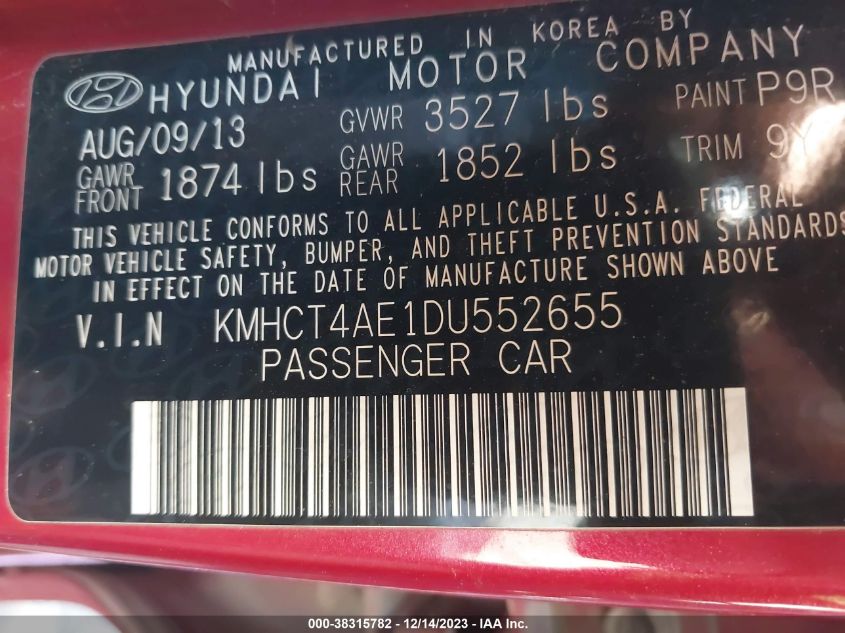 MANUFACTURED IN KOREA BY
HYUNDAI MOTOR COMPANY
AUG/09/13 GVWR 3527 lbs PAINT P9R
GAWR FRONT 1874 lbs GAWR REAR 1852 lbs TRIM 9Y
THIS VEHICLE CONFORMS TO ALL APPLICABLE U.S.A. FEDERAL
MOTOR VEHICLE SAFETY, BUMPER, AND THEFT PREVENTION STANDARDS
IN EFFECT ON THE DATE OF MANUFACTURE SHOWN ABOVE
V.I.N KMHCT4AE1DU552655
PASSENGER CAR
000-38315782 - 12/14/2023 - IAA Inc.